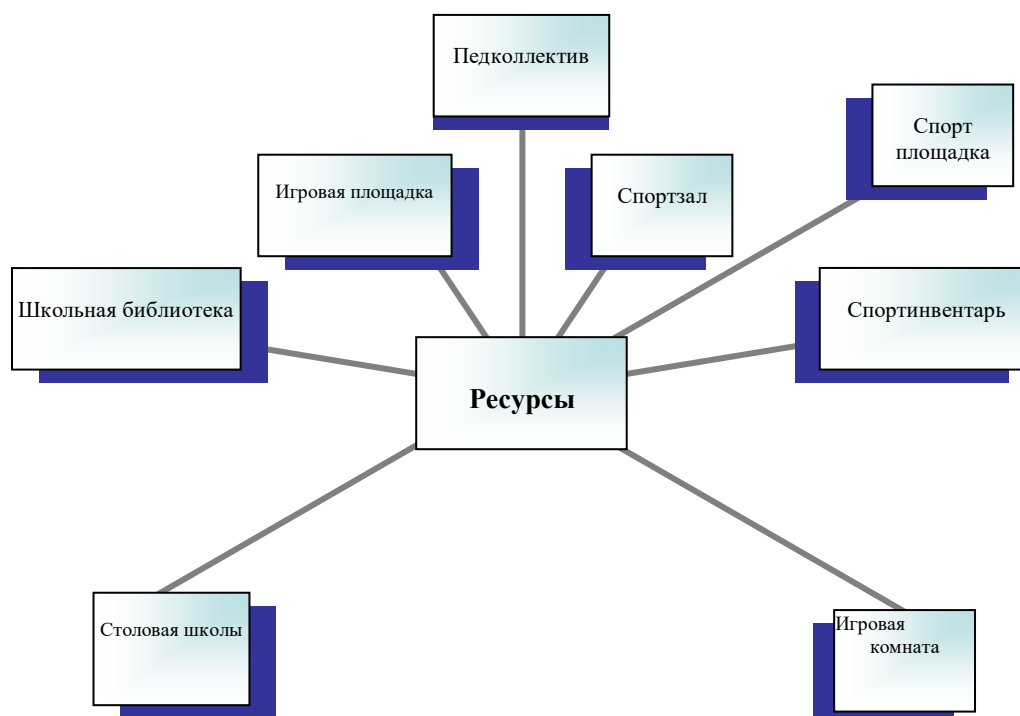 Педколлектив
Спорт
площадка
Игровая площадка
Спортзал
Школьная библиотека
Спортинвентарь
Ресурсы
Столовая школы
Игровая
комната